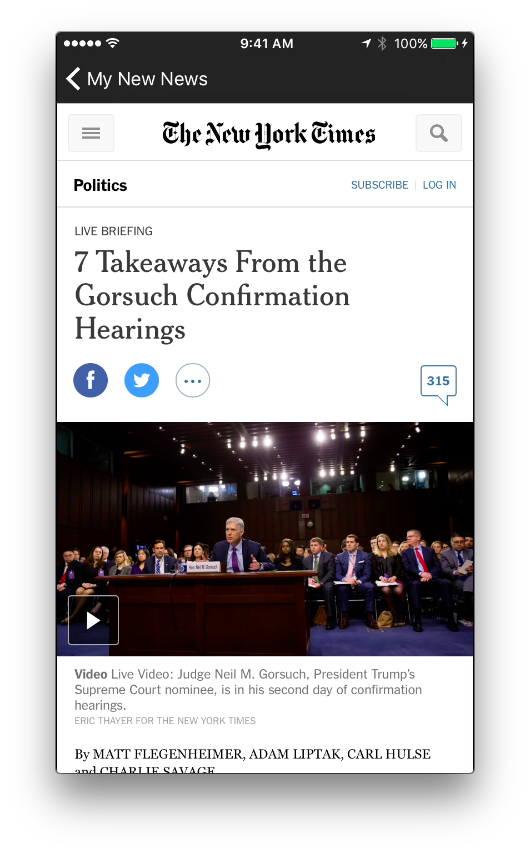 9:41 AM
100%
My New News
The New York Times
Politics
SUBSCRIBE
LOG IN
LIVE BRIEFING
7 Takeaways From the
Gorsuch Confirmation
Hearings
315
Hon. Neil M. Gorsuch
Video Live Video: Judge Neil M. Gorsuch, President Trump's
Supreme Court nominee, is in his second day of confirmation
hearings.
ERIC THAYER FOR THE NEW YORK TIMES
By MATT FLEGENHEIMER, ADAM LIPTAK, CARL HULSE
and CHARLIE SAVAGE